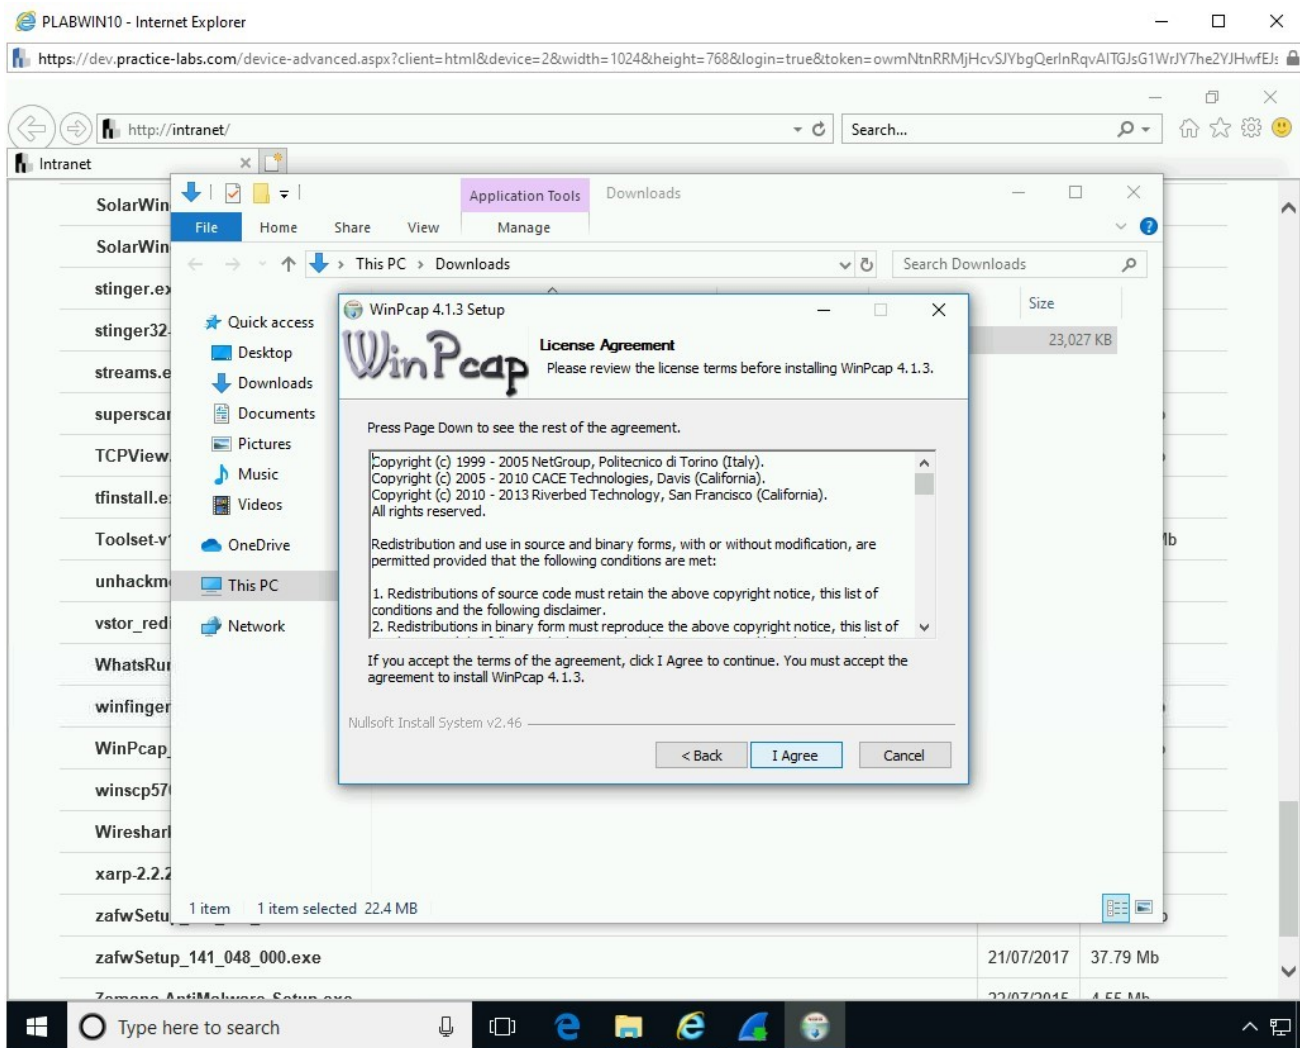 PLABWIN10 - Internet Explorer
https://dev.practice-labs.com/device-advanced.aspx?client=html&device=2&width=1024&height=768&login=true&token=owmNtnRRMjHcvSJYbgQerlnRqvAITGJsG1WrJY7he2YJHwfEJs
http://intranet/
Search...
Intranet
Application Tools
Downloads
File
Home
Share
View
Manage
This PC
Downloads
Search Downloads
Size
23,027 KB
Quick access
Desktop
Downloads
Documents
Pictures
Music
Videos
OneDrive
This PC
Network
1 item
1 item selected 22.4 MB
WinPcap 4.1.3 Setup
WinPcap
License Agreement
Please review the license terms before installing WinPcap 4.1.3.
Press Page Down to see the rest of the agreement.
Copyright (c) 1999 - 2005 NetGroup, Politecnico di Torino (Italy).
Copyright (c) 2005 - 2010 CACE Technologies, Davis (California).
Copyright (c) 2010 - 2013 Riverbed Technology, San Francisco (California).
All rights reserved.
Redistribution and use in source and binary forms, with or without modification, are
permitted provided that the following conditions are met:
1. Redistributions of source code must retain the above copyright notice, this list of
conditions and the following disclaimer.
2. Redistributions in binary form must reproduce the above copyright notice, this list of
If you accept the terms of the agreement, click I Agree to continue. You must accept the
agreement to install WinPcap 4.1.3.
Nullsoft Install System v2.46
< Back
I Agree
Cancel
SolarWin
SolarWin
stinger.ex
stinger32-
streams.e
superscan
TCPView.
tfinstall.e
Toolset-v
unhackm
vstor_redi
WhatsRu
winfinger
WinPcap_
winscp57
Wireshar
xarp-2.2.2
zafwSetu
zafwSetup_141_048_000.exe
21/07/2017
37.79 Mb
Zemana.AntiMalware.Setup.exe
22/07/2015
4.55 Mb
Type here to search